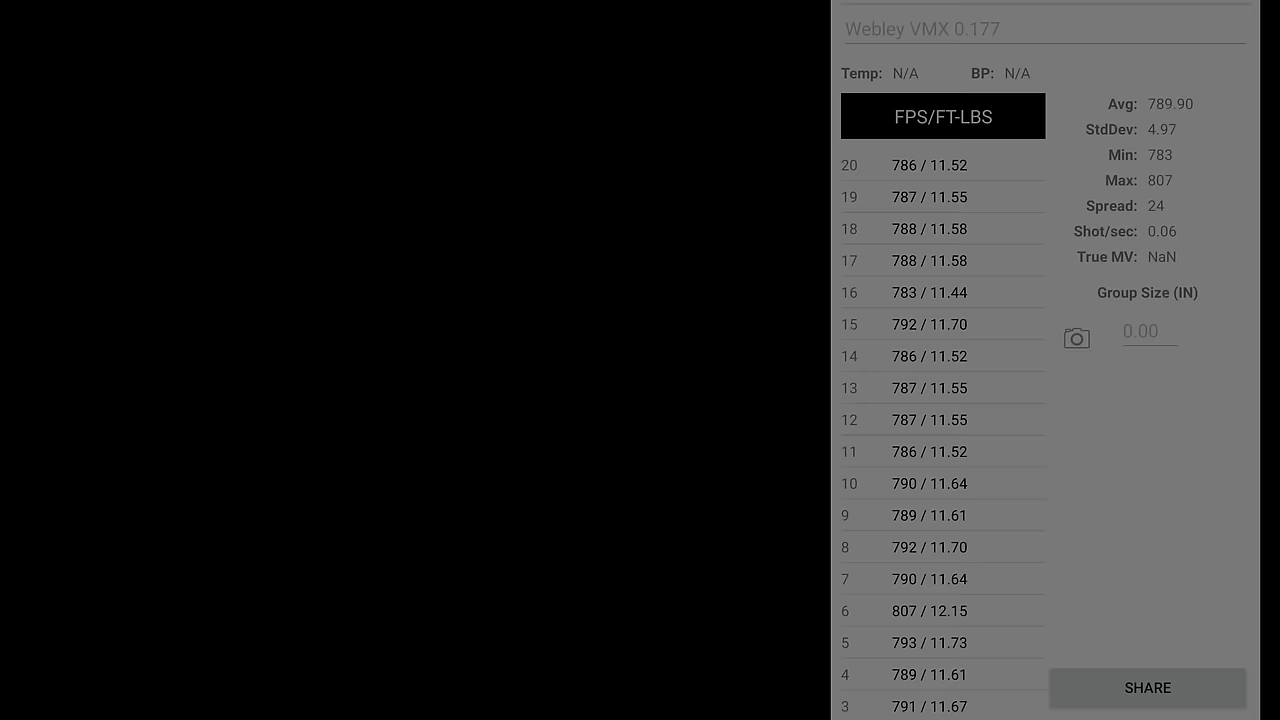 Webley VMX 0.177
Temp: N/A BP: N/A
FPS/FT-LBS
20 786 / 11.52
19 787 / 11.55
18 788 / 11.58
17 788 / 11.58
16 783 / 11.44
15 792 / 11.70
14 786 / 11.52
13 787 / 11.55
12 787 / 11.55
11 786 / 11.52
10 790 / 11.64
9 789 / 11.61
8 792 / 11.70
7 790 / 11.64
6 807 / 12.15
5 793 / 11.73
4 789 / 11.61
3 791 / 11.67
Avg: 789.90
StdDev: 4.97
Min: 783
Max: 807
Spread: 24
Shot/sec: 0.06
True MV: NaN
Group Size (IN)
0.00
SHARE